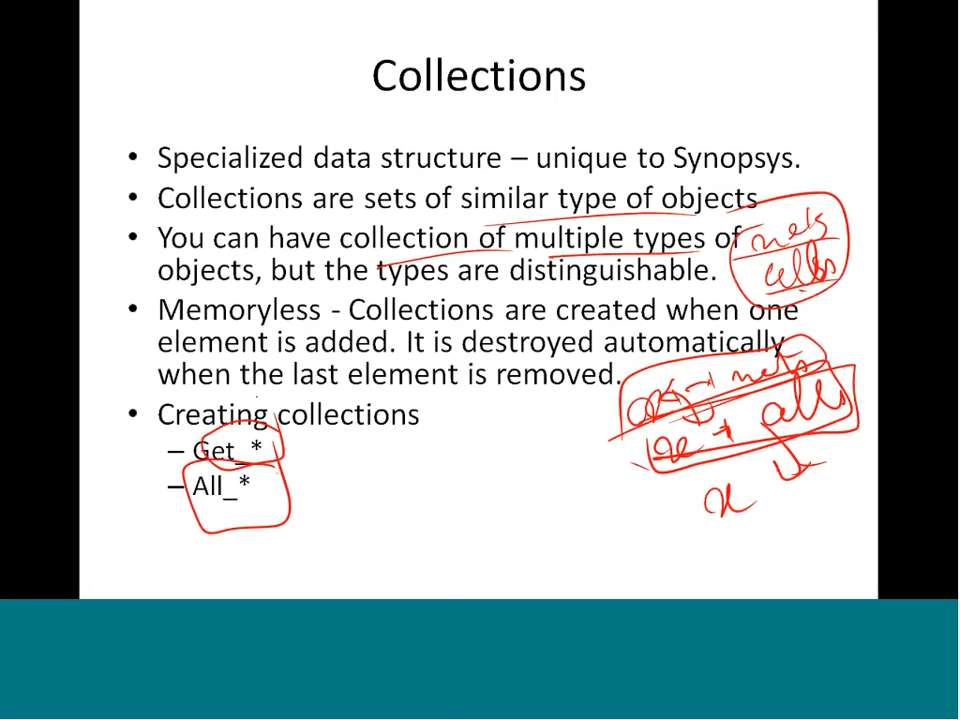 Collections
• Specialized data structure – unique to Synopsys.
• Collections are sets of similar type of objects
• You can have collection of multiple types of
objects, but the types are distinguishable.
nets
cells
• Memoryless - Collections are created when one
element is added. It is destroyed automatically
when the last element is removed.
nets
cells
x
• Creating collections
– Get_*
– All_*